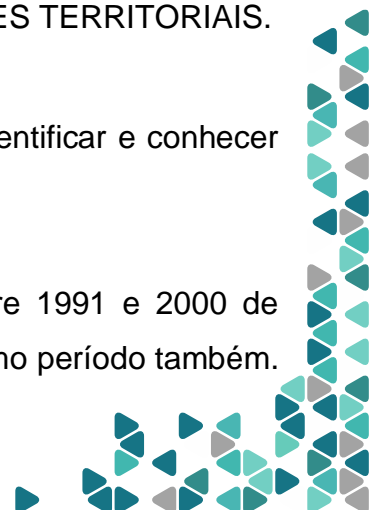 ES TERRITORIAIS.
entificar e conhecer
re 1991 e 2000 de
no período também.